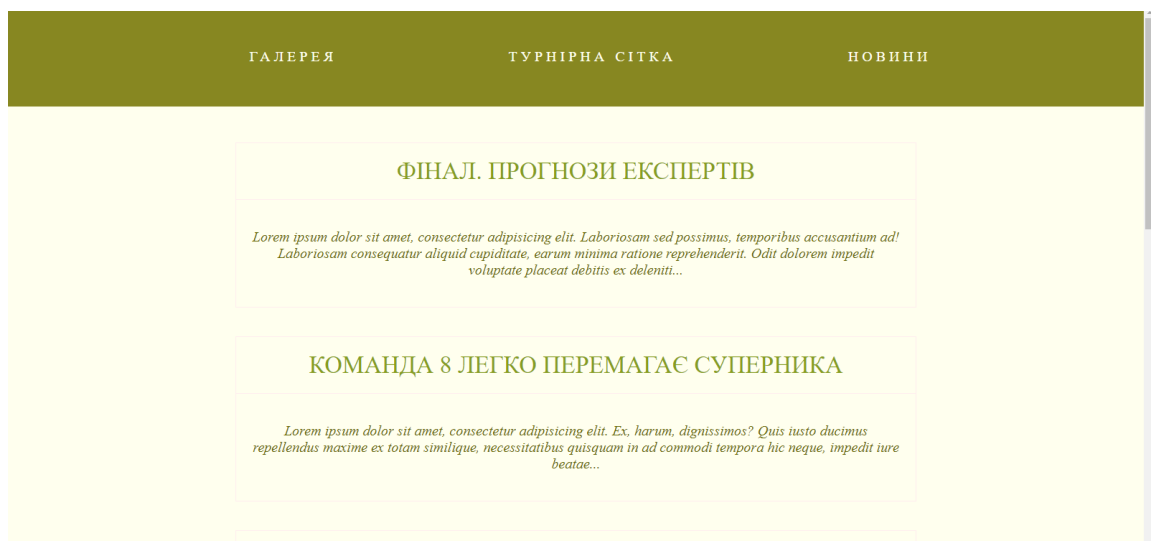 ГАЛЕРЕЯ ТУРНІРНА СІТКА НОВИНИ
ФІНАЛ. ПРОГНОЗИ ЕКСПЕРТІВ
Lorem ipsum dolor sit amet, consectetur adipisicing elit. Laboriosam sed possimus, temporibus accusantium ad!
Laboriosam consequatur aliquid cupiditate, earum minima ratione reprehenderit. Odit dolorem impedit
voluptate placeat debitis ex deleniti...
КОМАНДА 8 ЛЕГКО ПЕРЕМАГАЄ СУПЕРНИКА
Lorem ipsum dolor sit amet, consectetur adipisicing elit. Ex, harum, dignissimos? Quis iusto ducimus
repellendus maxime ex totam similique, necessitatibus quisquam in ad commodi tempora hic neque, impedit iure
beatae...